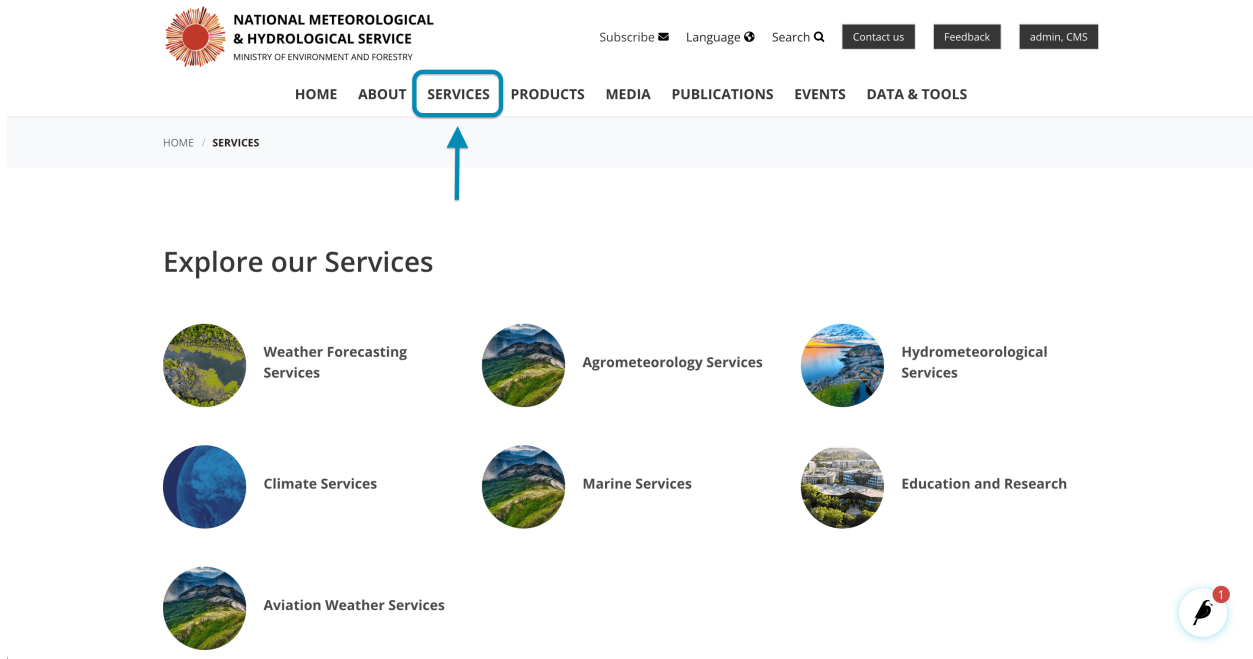 NATIONAL METEOROLOGICAL
& HYDROLOGICAL SERVICE
MINISTRY OF ENVIRONMENT AND FORESTRY
Subscribe Language Search Contact us Feedback admin, CMS
HOME ABOUT SERVICES PRODUCTS MEDIA PUBLICATIONS EVENTS DATA & TOOLS
HOME / SERVICES
Explore our Services
Weather Forecasting
Services
Agrometeorology Services
Hydrometeorological
Services
Climate Services
Marine Services
Education and Research
Aviation Weather Services
1